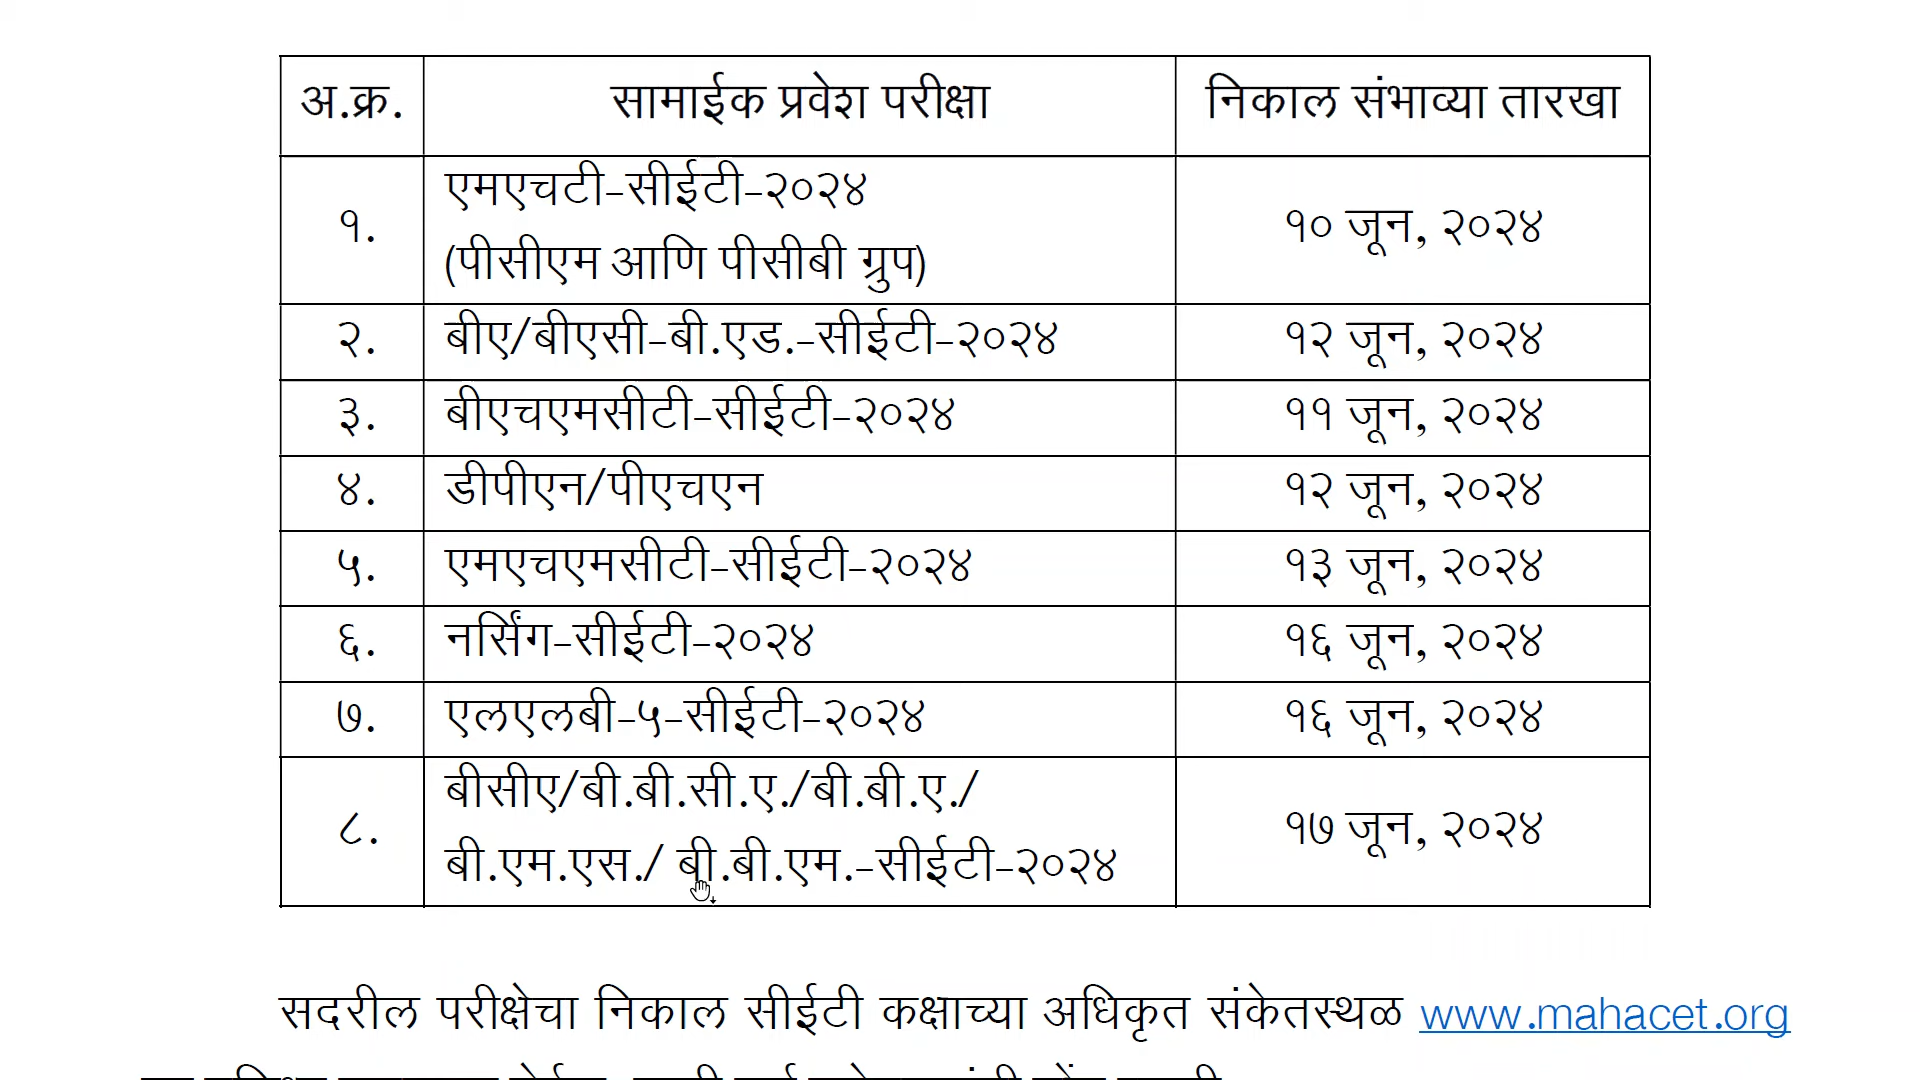 अ.क्र. सामाईक प्रवेश परीक्षा निकाल संभाव्या तारखा
१. एमएचटी-सीईटी-२०२४ (पीसीएम आणि पीसीबी ग्रुप) १० जून, २०२४
२. बीए/बीएसी-बी.एड.-सीईटी-२०२४ १२ जून, २०२४
३. बीएचएमसीटी-सीईटी-२०२४ ११ जून, २०२४
४. डीपीएन/पीएचएन १२ जून, २०२४
५. एमएचएमसीटी-सीईटी-२०२४ १३ जून, २०२४
६. नर्सिंग-सीईटी-२०२४ १६ जून, २०२४
७. एलएलबी-५-सीईटी-२०२४ १६ जून, २०२४
८. बीसीए/बी.बी.सी.ए./बी.बी.ए./ बी.एम.एस./ बी.बी.एम.-सीईटी-२०२४ १७ जून, २०२४
सदरील परीक्षेचा निकाल सीईटी कक्षाच्या अधिकृत संकेतस्थळ www.mahacet.org